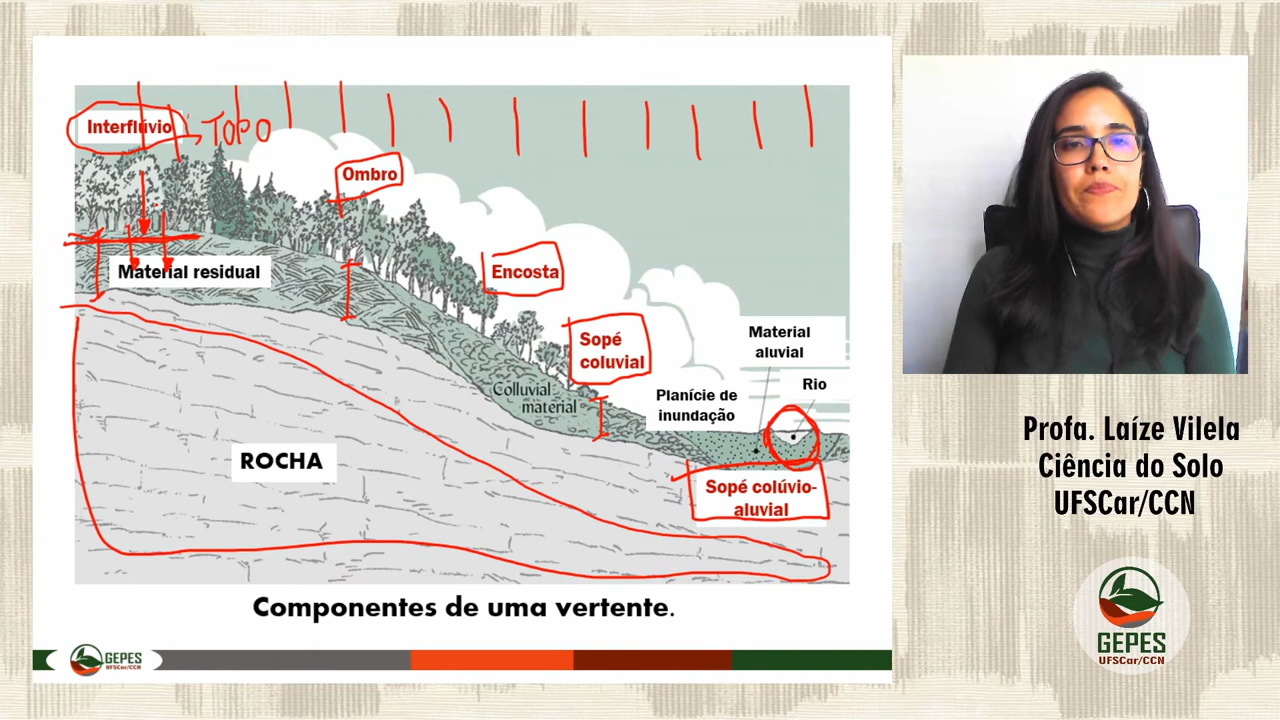 Interflúvio
TOPO
Ombro
Material residual
Encosta
Sopé
coluvial
Material
aluvial
Rio
Colluvial
material
Planície de
inundação
ROCHA
Sopé colúvio-
aluvial
Componentes de uma vertente.
GEPES
UFSCar/CCN
Profa. Laíze Vilela
Ciência do Solo
UFSCar/CCN
GEPES
UFSCar/CCN